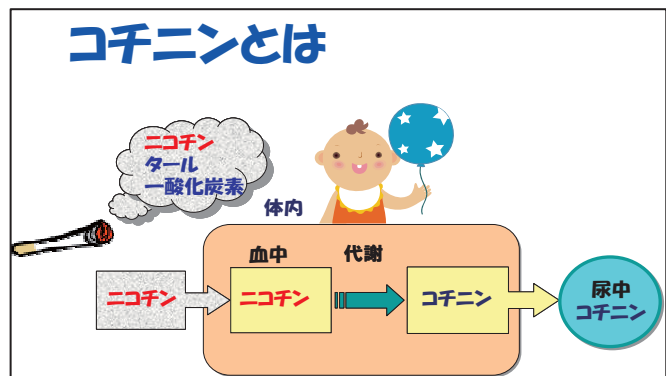 コチニンとは
ニコチン
タール
一酸化炭素
体内
血中
代謝
ニコチン
ニコチン
コチニン
尿中
コチニン